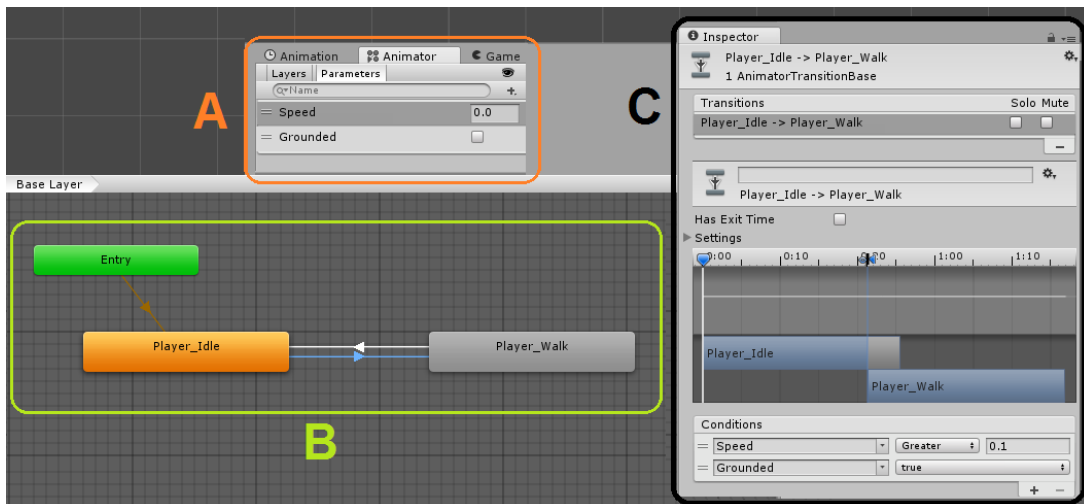 A
Animation Animator Game
Layers Parameters
Name
Speed 0.0
Grounded
Base Layer
Entry
Player_Idle
Player_Walk
B
C
Inspector
Player_Idle -> Player_Walk
1 AnimatorTransitionBase
Transitions Solo Mute
Player_Idle -> Player_Walk
Player_Idle -> Player_Walk
Has Exit Time
Settings
0:10 1:00 1:10
Player_Idle
Player_Walk
Conditions
Speed Greater 0.1
Grounded true